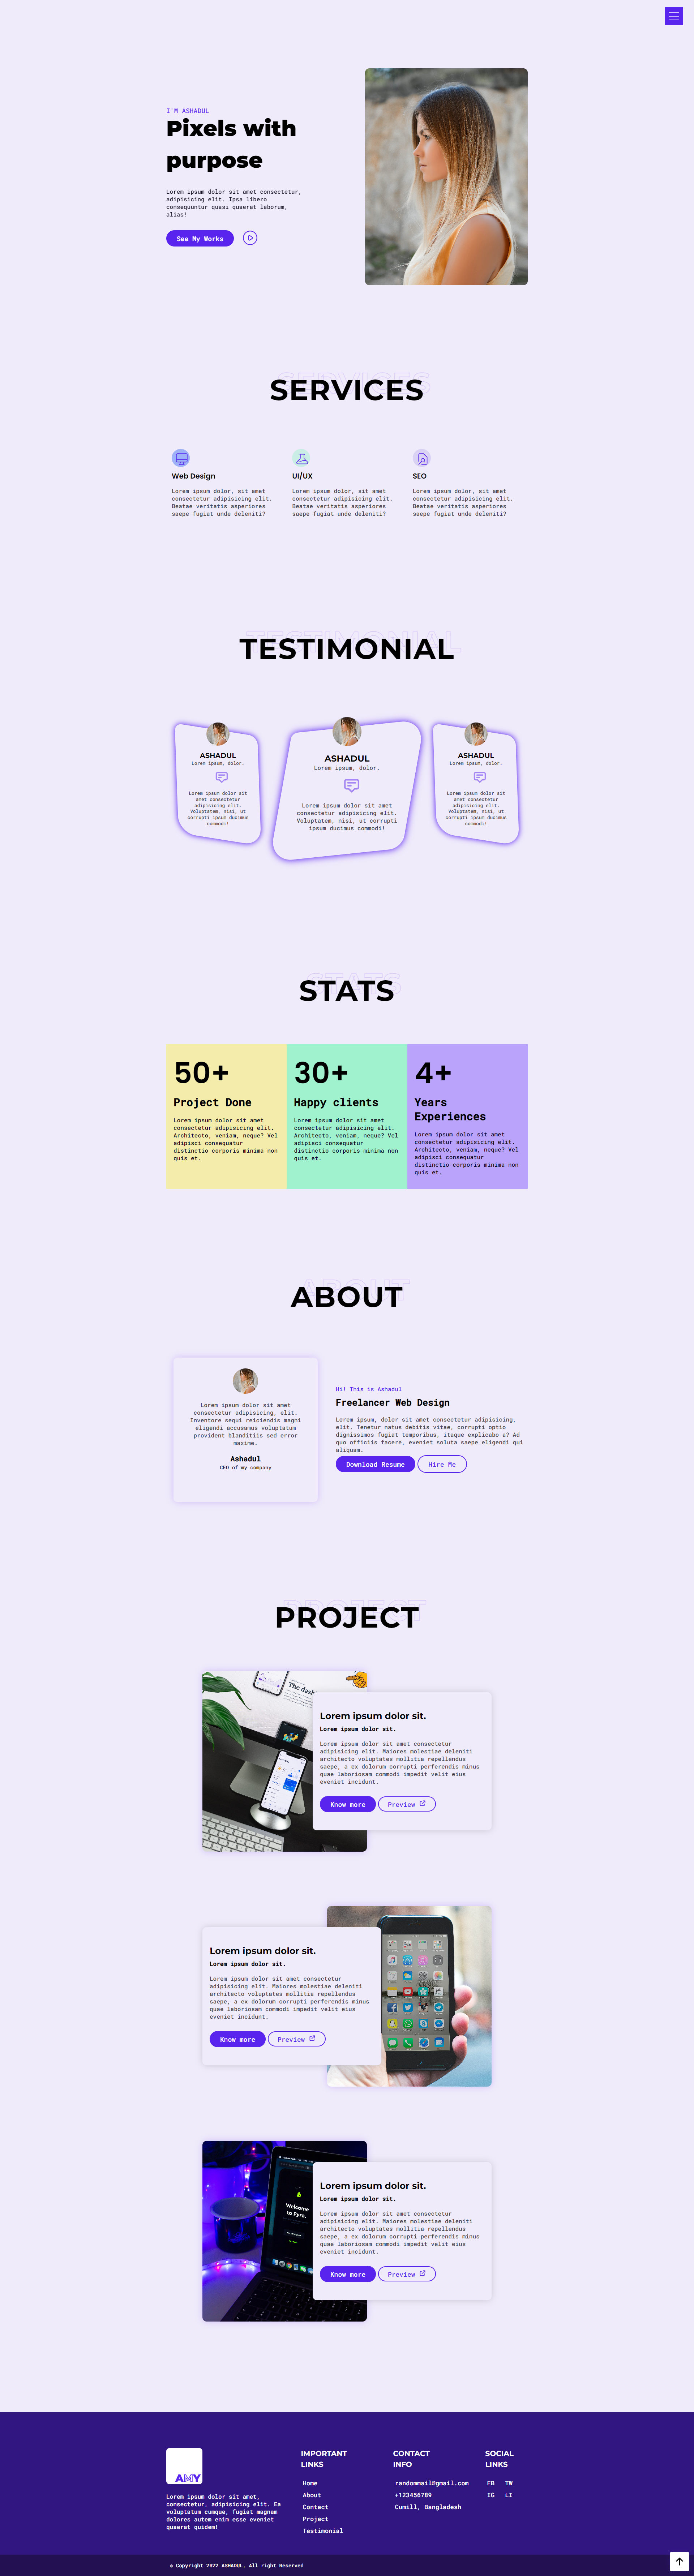 I'M ASHADUL
Pixels with
purpose
Lorem ipsum dolor sit amet consectetur,
adipisicing elit. Ipsa libero
consequuntur quasi quaerat laborum,
alias!
See My Works
SERVICES
SERVICES
Web Design
Lorem ipsum dolor, sit amet
consectetur adipisicing elit.
Beatae veritatis asperiores
saepe fugiat unde deleniti?
UI/UX
Lorem ipsum dolor, sit amet
consectetur adipisicing elit.
Beatae veritatis asperiores
saepe fugiat unde deleniti?
SEO
Lorem ipsum dolor, sit amet
consectetur adipisicing elit.
Beatae veritatis asperiores
saepe fugiat unde deleniti?
TESTIMONIAL
TESTIMONIAL
ASHADUL
Lorem ipsum, dolor.
Lorem ipsum dolor sit
amet consectetur
adipisicing elit.
Voluptatem, nisi, ut
corrupti ipsum ducimus
commodi!
ASHADUL
Lorem ipsum, dolor.
Lorem ipsum dolor sit amet
consectetur adipisicing elit.
Voluptatem, nisi, ut corrupti
ipsum ducimus commodi!
ASHADUL
Lorem ipsum, dolor.
Lorem ipsum dolor sit
amet consectetur
adipisicing elit.
Voluptatem, nisi, ut
corrupti ipsum ducimus
commodi!
STATS
STATS
50+
Project Done
Lorem ipsum dolor sit amet
consectetur adipisicing elit.
Architecto, veniam, neque? Vel
adipisci consequatur
distinctio corporis minima non
quis et.
30+
Happy clients
Lorem ipsum dolor sit amet
consectetur adipisicing elit.
Architecto, veniam, neque? Vel
adipisci consequatur
distinctio corporis minima non
quis et.
4+
Years
Experiences
Lorem ipsum dolor sit amet
consectetur adipisicing elit.
Architecto, veniam, neque? Vel
adipisci consequatur
distinctio corporis minima non
quis et.
ABOUT
ABOUT
Lorem ipsum dolor sit amet
consectetur adipisicing, elit.
Inventore sequi reiciendis magni
eligendi accusamus voluptatum
provident blanditiis sed error
maxime.
Ashadul
CEO of my company
Hi! This is Ashadul
Freelancer Web Design
Lorem ipsum, dolor sit amet consectetur adipisicing,
elit. Tenetur natus debitis vitae, corrupti optio
dignissimos fugiat temporibus, itaque explicabo a? Ad
quo officiis facere, eveniet soluta saepe eligendi qui
aliquam.
Download Resume
Hire Me
PROJECT
PROJECT
Lorem ipsum dolor sit.
Lorem ipsum dolor sit.
Lorem ipsum dolor sit amet consectetur
adipisicing elit. Maiores molestiae deleniti
architecto voluptates mollitia repellendus
saepe, a ex dolorum corrupti perferendis minus
quae laboriosam commodi impedit velit eius
eveniet incidunt.
Know more
Preview
Lorem ipsum dolor sit.
Lorem ipsum dolor sit.
Lorem ipsum dolor sit amet consectetur
adipisicing elit. Maiores molestiae deleniti
architecto voluptates mollitia repellendus
saepe, a ex dolorum corrupti perferendis minus
quae laboriosam commodi impedit velit eius
eveniet incidunt.
Know more
Preview
Welcome
to Pyro.
Lorem ipsum dolor sit.
Lorem ipsum dolor sit.
Lorem ipsum dolor sit amet consectetur
adipisicing elit. Maiores molestiae deleniti
architecto voluptates mollitia repellendus
saepe, a ex dolorum corrupti perferendis minus
quae laboriosam commodi impedit velit eius
eveniet incidunt.
Know more
Preview
AMY
Lorem ipsum dolor sit amet,
consectetur, adipisicing elit. Ea
voluptatum cumque, fugiat magnam
dolores autem enim esse eveniet
quaerat quidem!
IMPORTANT
LINKS
Home
About
Contact
Project
Testimonial
CONTACT
INFO
randommail@gmail.com
+123456789
Cumill, Bangladesh
SOCIAL
LINKS
FB TW
IG LI
© Copyright 2022 ASHADUL. All right Reserved